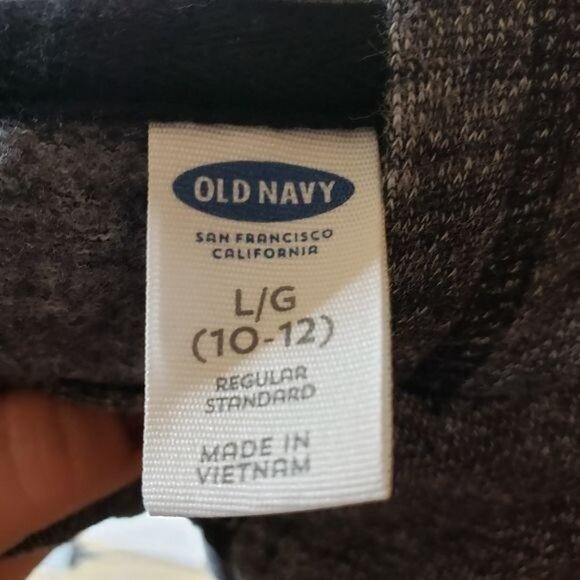 OLD NAVY
SAN FRANCISCO
CALIFORNIA
L/G
(10-12)
REGULAR
STANDARD
MADE IN
VIETNAM